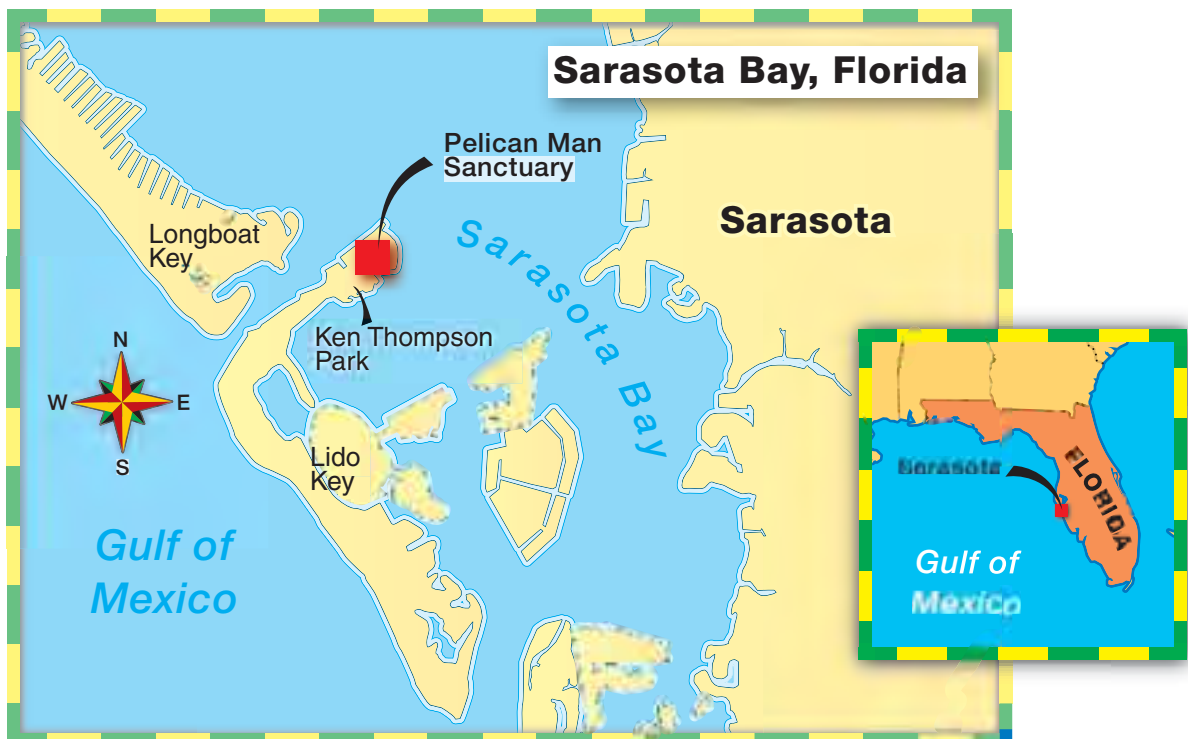 Sarasota Bay, Florida
Pelican Man
Sanctuary
Sarasota
Longboat
Key
Sarasota Bay
Ken Thompson
Park
N
W
E
S
Lido
Key
Gulf of
Mexico
Sarasota
FLORIDA
Gulf of
Mexico